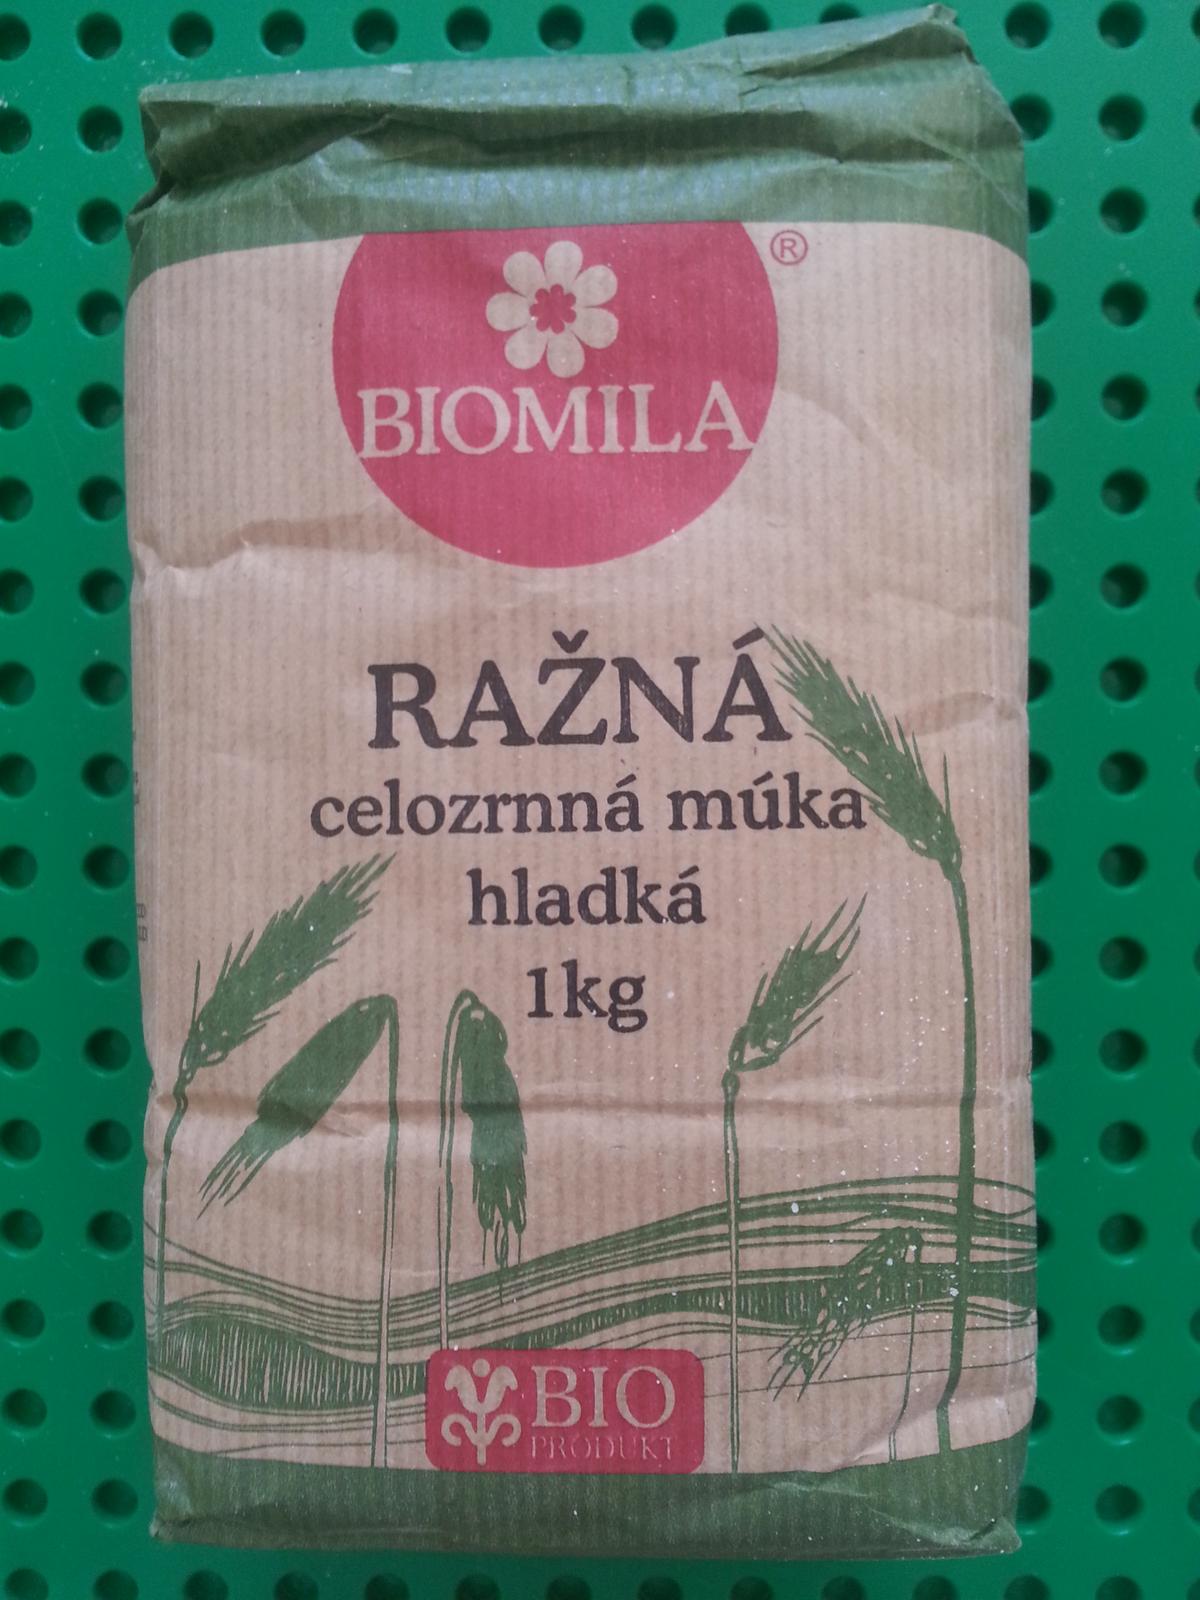 ®
BIOMILA
RAŽNÁ
celozrnná múka
hladká
1kg
BIO
PRODUKT